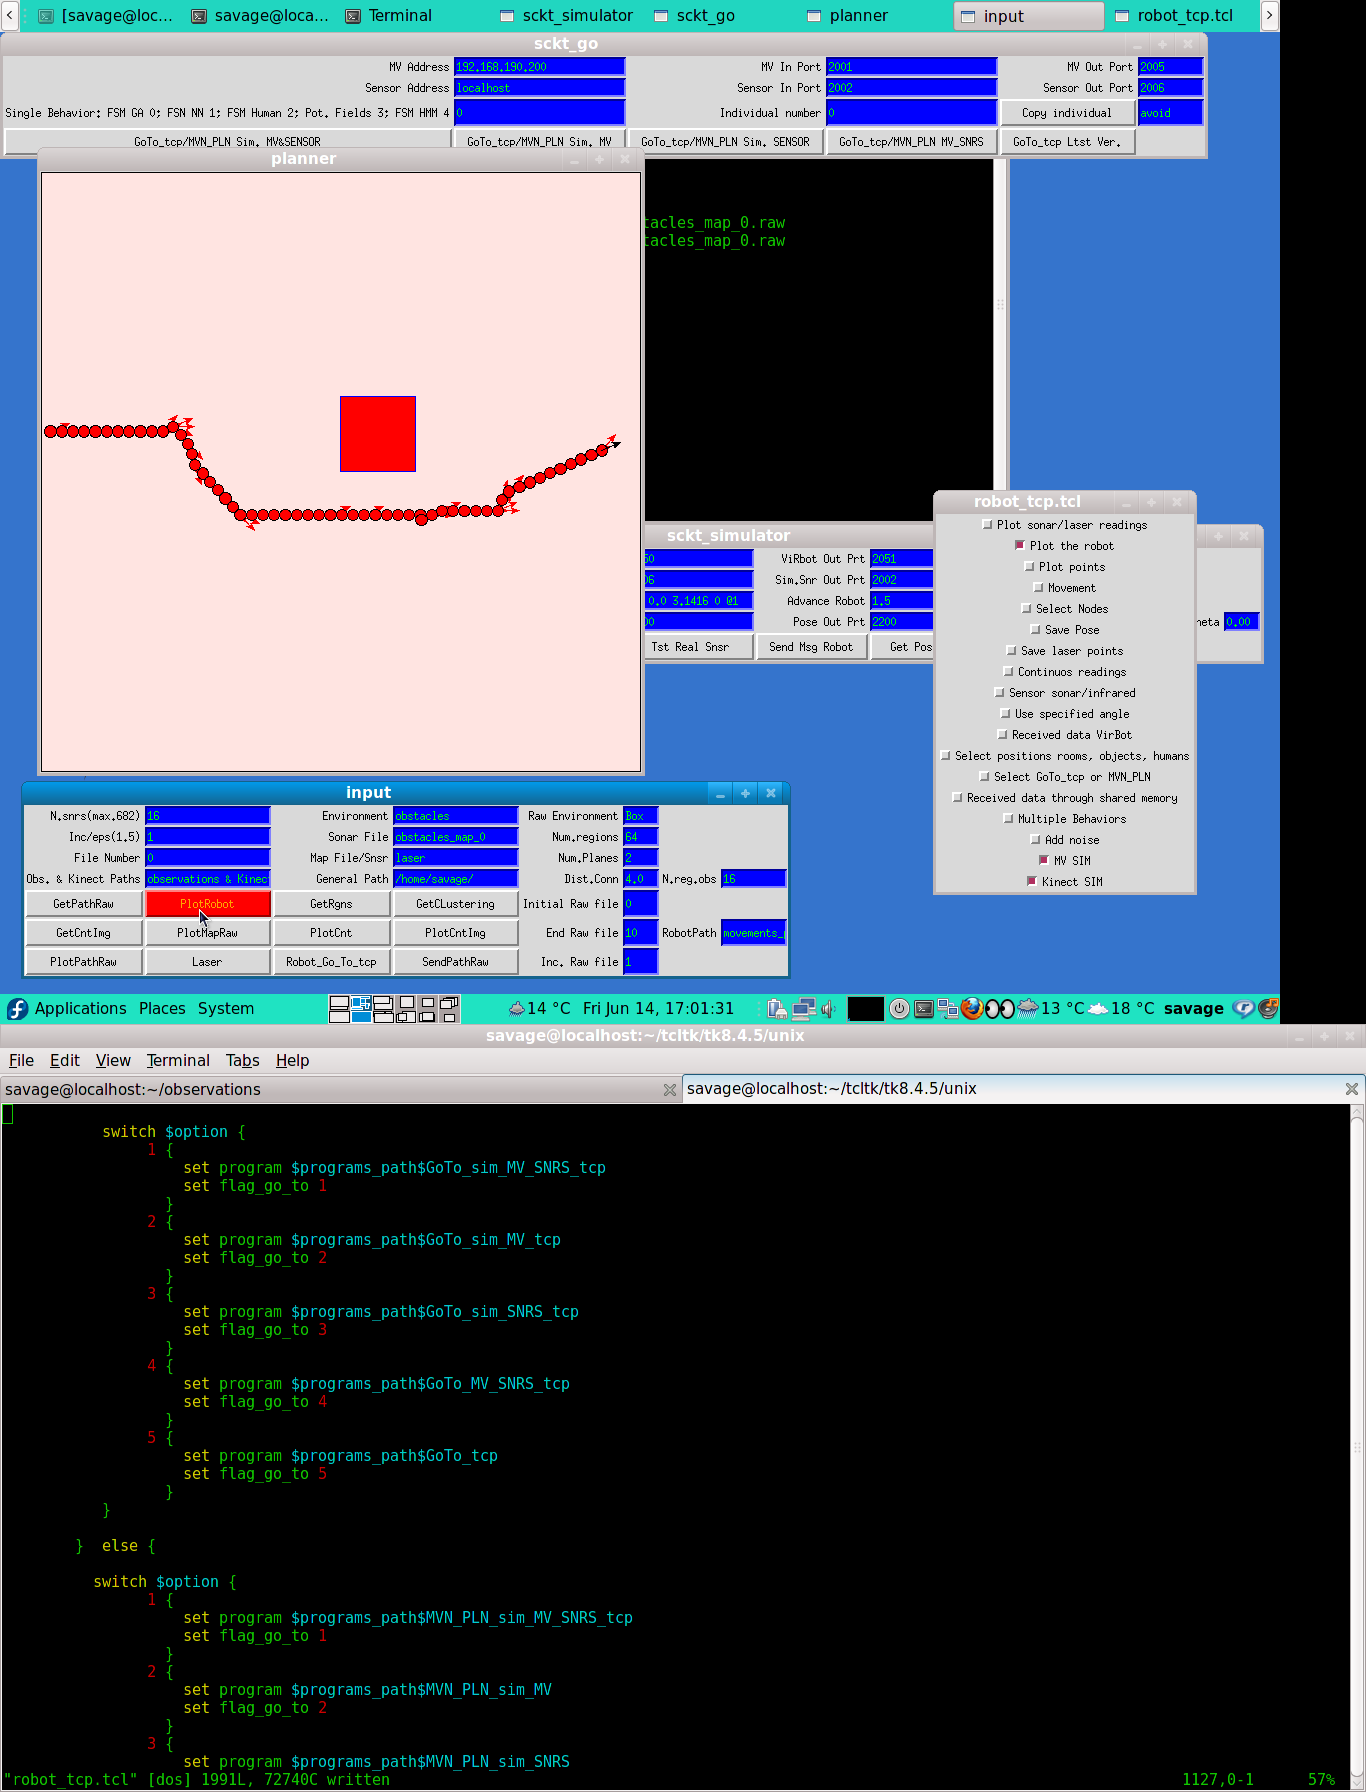 [savage@loc...
savage@loca...
Terminal
sckt_simulator
sckt_go
planner
input
robot_tcp.tcl
sckt_go
MV Address 192.168.190.200 MV In Port 2001 MV Out Port 2005
Sensor Address localhost Sensor In Port 2002 Sensor Out Port 2006
Single Behavior: FSM GA 0; FSN NN 1; FSM Human 2; Pot. Fields 3; FSM HMM 4 0 Individual number 0 Copy individual avoid
GoTo_tcp/MVN_PLN Sim. MV&SENSOR GoTo_tcp/MVN_PLN Sim. MV GoTo_tcp/MVN_PLN Sim. SENSOR GoTo_tcp/MVN_PLN MV_SNRS GoTo_tcp Ltst Ver.
planner
tacles_map_0.raw
tacles_map_0.raw
sckt_simulator
50 ViRbot Out Prt 2051
06 Sim.Snr Out Prt 2002
0.0 3.1416 0 @1 Advance Robot 1.5
00 Pose Out Prt 2200 heta 0.00
Tst Real Snsr Send Msg Robot Get Pos
robot_tcp.tcl
Plot sonar/laser readings
Plot the robot
Plot points
Movement
Select Nodes
Save Pose
Save laser points
Continuos readings
Sensor sonar/infrared
Use specified angle
Received data VirBot
Select positions rooms, objects, humans
Select GoTo_tcp or MVN_PLN
Received data through shared memory
Multiple Behaviors
Add noise
MV SIM
Kinect SIM
input
N.snrs(max.682) 16 Environment obstacles Raw Environment Box
Inc/eps(1.5) 1 Sonar File obstacles_map_0 Num.regions 64
File Number 0 Map File/Snsr laser Num.Planes 2
Obs. & Kinect Paths observations & Kinect General Path /home/savage/ Dist.Conn 4.0 N.reg.obs 16
GetPathRaw PlotRobot GetRgns GetCLustering Initial Raw file 0
GetCntImg PlotMapRaw PlotCnt PlotCntImg End Raw file 10 RobotPath movements_
PlotPathRaw Laser Robot_Go_To_tcp SendPathRaw Inc. Raw file 1
Applications Places System 14 °C Fri Jun 14, 17:01:31 13 °C 18 °C savage
savage@localhost:~/tcltk/tk8.4.5/unix
File Edit View Terminal Tabs Help
savage@localhost:~/observations
savage@localhost:~/tcltk/tk8.4.5/unix
switch $option {
1 {
set program $programs_path$GoTo_sim_MV_SNRS_tcp
set flag_go_to 1
}
2 {
set program $programs_path$GoTo_sim_MV_tcp
set flag_go_to 2
}
3 {
set program $programs_path$GoTo_sim_SNRS_tcp
set flag_go_to 3
}
4 {
set program $programs_path$GoTo_MV_SNRS_tcp
set flag_go_to 4
}
5 {
set program $programs_path$GoTo_tcp
set flag_go_to 5
}
}
} else {
switch $option {
1 {
set program $programs_path$MVN_PLN_sim_MV_SNRS_tcp
set flag_go_to 1
}
2 {
set program $programs_path$MVN_PLN_sim_MV
set flag_go_to 2
}
3 {
set program $programs_path$MVN_PLN_sim_SNRS
"robot_tcp.tcl" [dos] 1991L, 72740C written 1127,0-1 57%